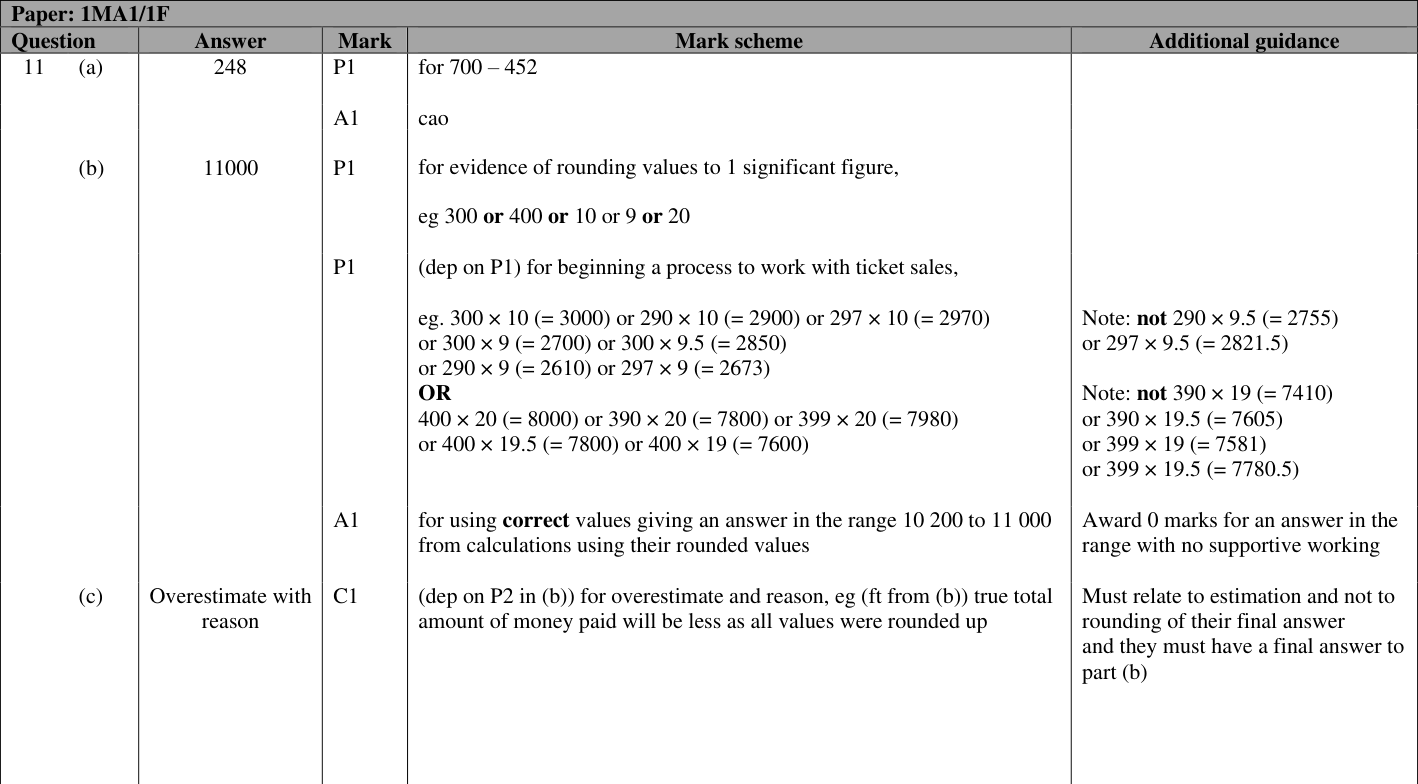 Paper: 1MA1/1F
Question Answer Mark Mark scheme Additional guidance
11 (a) 248 P1 for 700 – 452
A1 cao
(b) 11000 P1 for evidence of rounding values to 1 significant figure,
eg 300 or 400 or 10 or 9 or 20
P1 (dep on P1) for beginning a process to work with ticket sales,
eg. 300 × 10 (= 3000) or 290 × 10 (= 2900) or 297 × 10 (= 2970) Note: not 290 × 9.5 (= 2755)
or 300 × 9 (= 2700) or 300 × 9.5 (= 2850) or 297 × 9.5 (= 2821.5)
or 290 × 9 (= 2610) or 297 × 9 (= 2673)
OR Note: not 390 × 19 (= 7410)
400 × 20 (= 8000) or 390 × 20 (= 7800) or 399 × 20 (= 7980) or 390 × 19.5 (= 7605)
or 400 × 19.5 (= 7800) or 400 × 19 (= 7600) or 399 × 19 (= 7581)
or 399 × 19.5 (= 7780.5)
A1 for using correct values giving an answer in the range 10 200 to 11 000 Award 0 marks for an answer in the
from calculations using their rounded values range with no supportive working
(c) Overestimate with C1 (dep on P2 in (b)) for overestimate and reason, eg (ft from (b)) true total Must relate to estimation and not to
reason amount of money paid will be less as all values were rounded up rounding of their final answer
and they must have a final answer to
part (b)